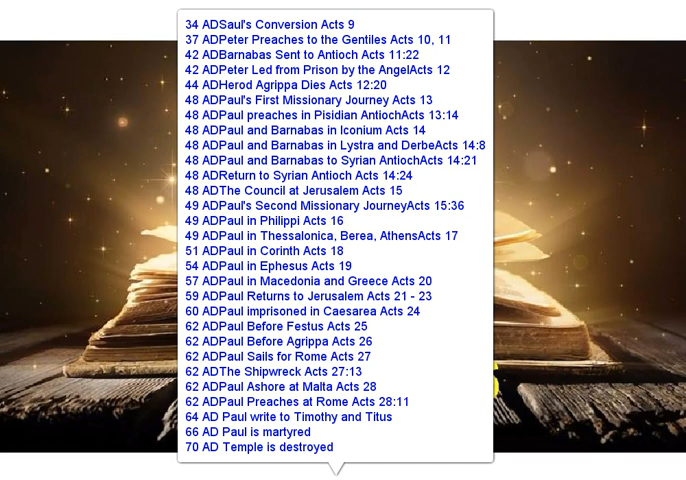 34 ADSaul's Conversion Acts 9
37 ADPeter Preaches to the Gentiles Acts 10, 11
42 ADBarnabas Sent to Antioch Acts 11:22
42 ADPeter Led from Prison by the AngelActs 12
44 ADHerod Agrippa Dies Acts 12:20
48 ADPaul's First Missionary Journey Acts 13
48 ADPaul preaches in Pisidian AntiochActs 13:14
48 ADPaul and Barnabas in Iconium Acts 14
48 ADPaul and Barnabas in Lystra and DerbeActs 14:8
48 ADPaul and Barnabas to Syrian AntiochActs 14:21
48 ADReturn to Syrian Antioch Acts 14:24
48 ADThe Council at Jerusalem Acts 15
49 ADPaul's Second Missionary JourneyActs 15:36
49 ADPaul in Philippi Acts 16
49 ADPaul in Thessalonica, Berea, AthensActs 17
51 ADPaul in Corinth Acts 18
54 ADPaul in Ephesus Acts 19
57 ADPaul in Macedonia and Greece Acts 20
59 ADPaul Returns to Jerusalem Acts 21 - 23
60 ADPaul imprisoned in Caesarea Acts 24
62 ADPaul Before Festus Acts 25
62 ADPaul Before Agrippa Acts 26
62 ADPaul Sails for Rome Acts 27
62 ADThe Shipwreck Acts 27:13
62 ADPaul Ashore at Malta Acts 28
62 ADPaul Preaches at Rome Acts 28:11
64 AD Paul write to Timothy and Titus
66 AD Paul is martyred
70 AD Temple is destroyed